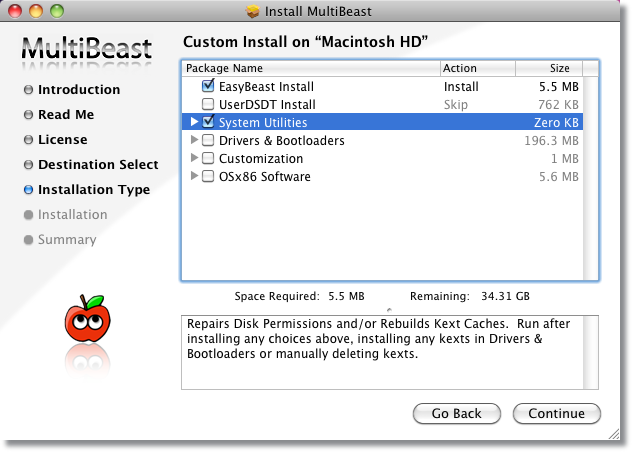 Install MultiBeast
MultiBeast
Custom Install on “Macintosh HD”
Introduction
Read Me
License
Destination Select
Installation Type
Installation
Summary
Package Name Action Size
EasyBeast Install Install 5.5 MB
UserDSDT Install Skip 762 KB
System Utilities Zero KB
Drivers & Bootloaders 196.3 MB
Customization 1 MB
OSx86 Software 5.6 MB
Space Required: 5.5 MB Remaining: 34.31 GB
Repairs Disk Permissions and/or Rebuilds Kext Caches.  Run after
installing any choices above, installing any kexts in Drivers &
Bootloaders or manually deleting kexts.
Go Back Continue